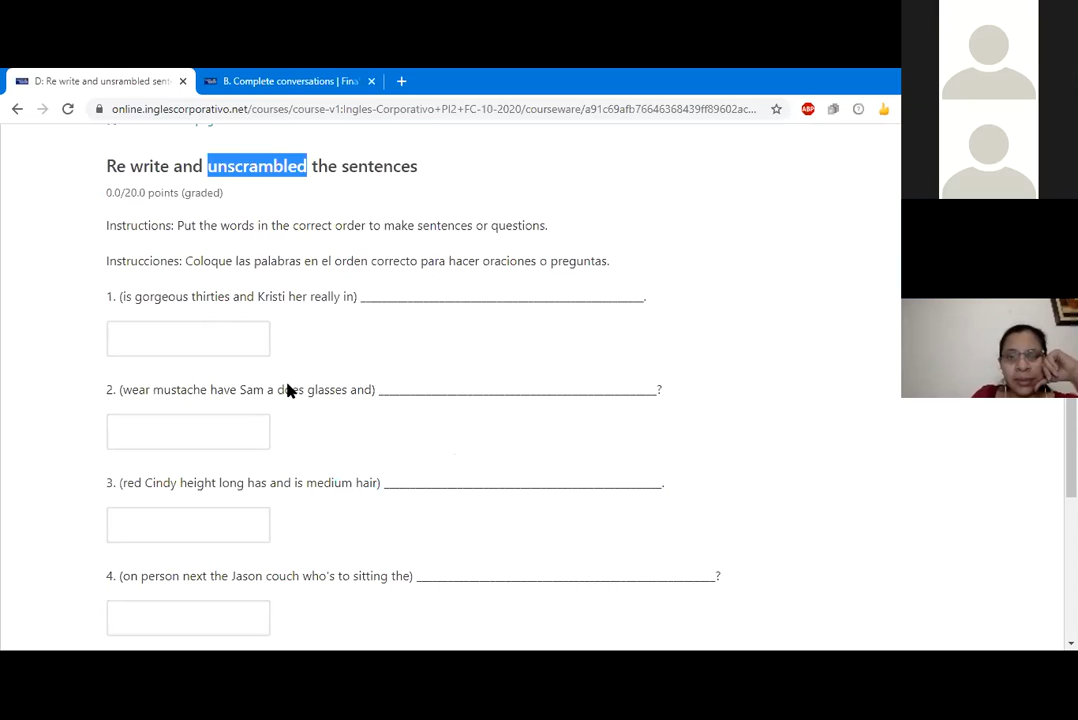 D: Re write and unsrambled sent
B. Complete conversations | Fina
online.inglescorporativo.net/courses/course-v1:Ingles-Corporativo+PI2+FC-10-2020/courseware/a91c69afb76646368439ff89602ac...
ABP
Re write and unscrambled the sentences
0.0/20.0 points (graded)
Instructions: Put the words in the correct order to make sentences or questions.
Instrucciones: Coloque las palabras en el orden correcto para hacer oraciones o preguntas.
1. (is gorgeous thirties and Kristi her really in) ________________________________________.
2. (wear mustache have Sam a does glasses and) ________________________________________?
3. (red Cindy height long has and is medium hair) ________________________________________.
4. (on person next the Jason couch who's to sitting the) ___________________________________________?